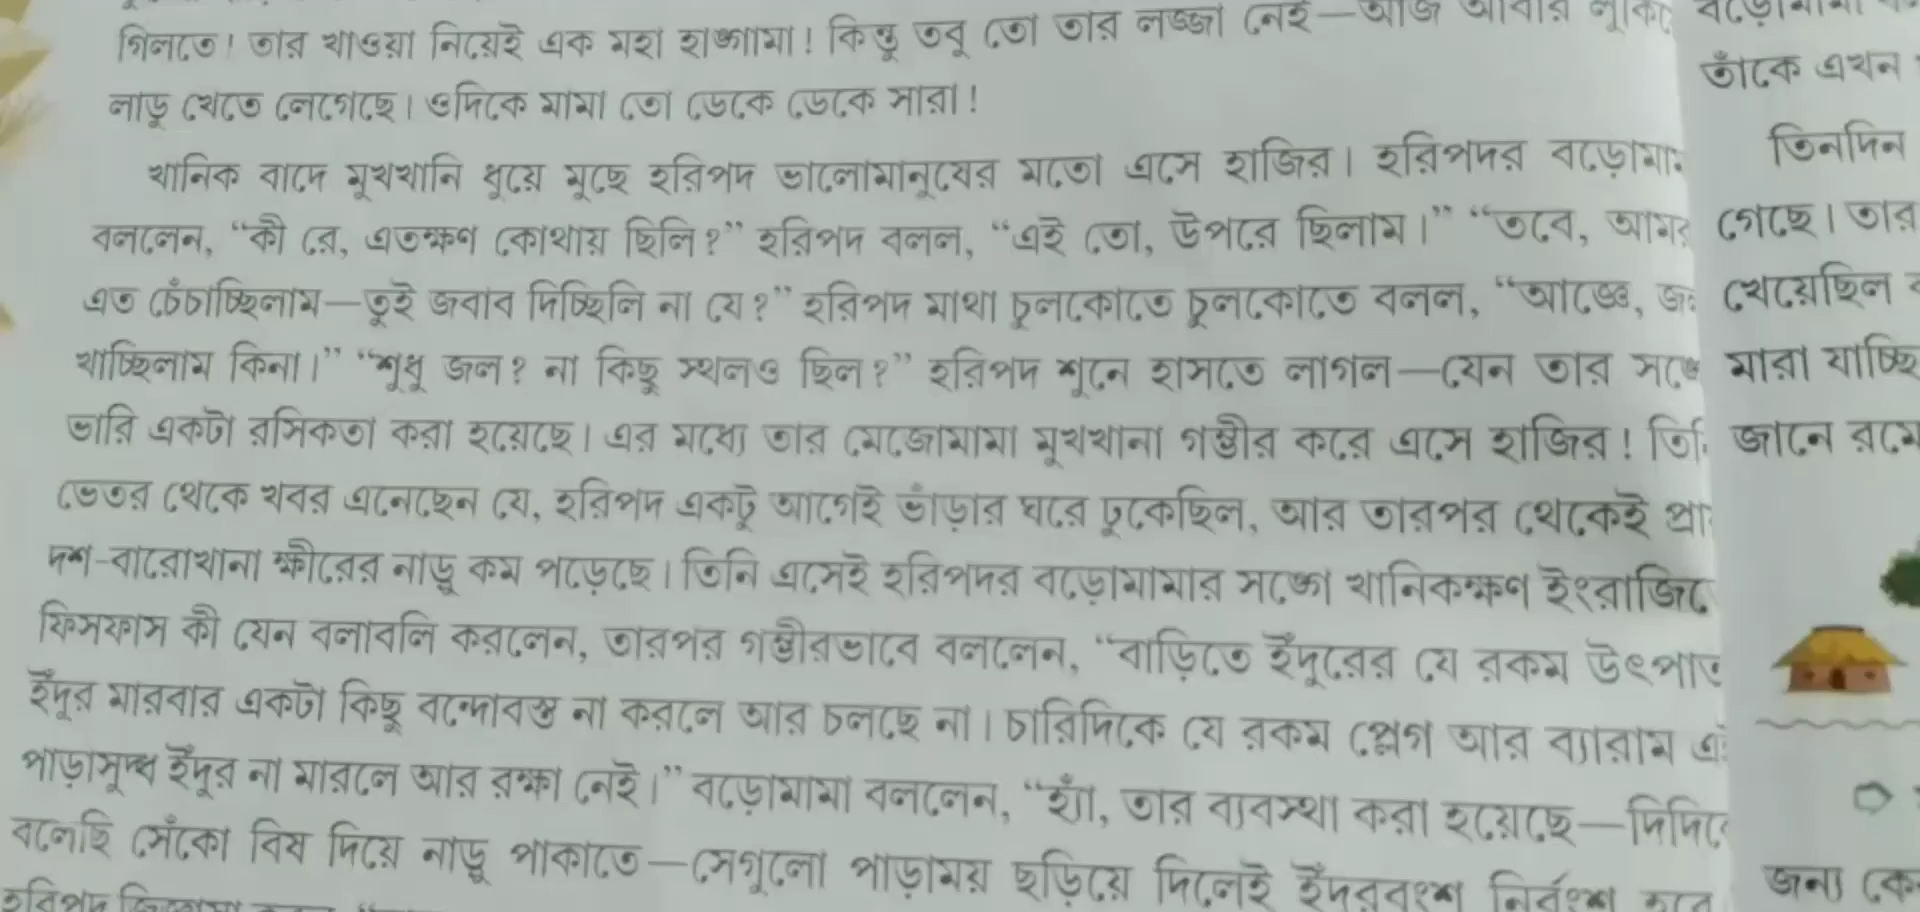 গিলতে! তার খাওয়া নিয়েই এক মহা হাঙ্গামা! কিন্তু তবু তো তার লজ্জা নেই—আজ আবার
লাড়ু খেতে লেগেছে। ওদিকে মামা তো ডেকে ডেকে সারা!
খানিক বাদে মুখখানি ধুয়ে মুছে হরিপদ ভালোমানুষের মতো এসে হাজির। হরিপদর
বললেন, “কী রে, এতক্ষণ কোথায় ছিলি?” হরিপদ বলল, “এই তো, উপরে ছিলাম।” “তবে,
এত চেঁচাচ্ছিলাম—তুই জবাব দিচ্ছিলি না যে?” হরিপদ মাথা চুলকোতে চুলকোতে বলল, “আজ্ঞে,
খাচ্ছিলাম কিনা।” “শুধু জল? না কিছু স্থলও ছিল?” হরিপদ শুনে হাসতে লাগল—যেন তার সঙ্গে
ভারি একটা রসিকতা করা হয়েছে। এর মধ্যে তার মেজোমামা মুখখানা গম্ভীর করে এসে হাজির!
ভেতর থেকে খবর এনেছেন যে, হরিপদ একটু আগেই ভাঁড়ার ঘরে ঢুকেছিল, আর তারপর থেকেই
দশ-বারোখানা ক্ষীরের নাড়ু কম পড়েছে। তিনি এসেই হরিপদর বড়োমামার সঙ্গে খানিকক্ষণ
ফিসফাস কী যেন বলাবলি করলেন, তারপর গম্ভীরভাবে বললেন, “বাড়িতে ইঁদুরের যে রকম উৎপাত
ইঁদুর মারবার একটা কিছু বন্দোবস্ত না করলে আর চলছে না। চারিদিকে যে রকম প্লেগ আর ব্যারাম
পাড়াসুদ্ধ ইঁদুর না মারলে আর রক্ষা নেই।” বড়োমামা বললেন, “হ্যাঁ, তার ব্যবস্থা করা হয়েছে—
বলেছি সেঁকো বিষ দিয়ে নাড়ু পাকাতে—সেগুলো পাড়াময় ছড়িয়ে দিলেই ইঁদুরবংশ নির্বংশ
হরিপদ
তাঁকে এখন
তিনদিন
গেছে। তার
খেয়েছিল
মারা
জানে
জন্য